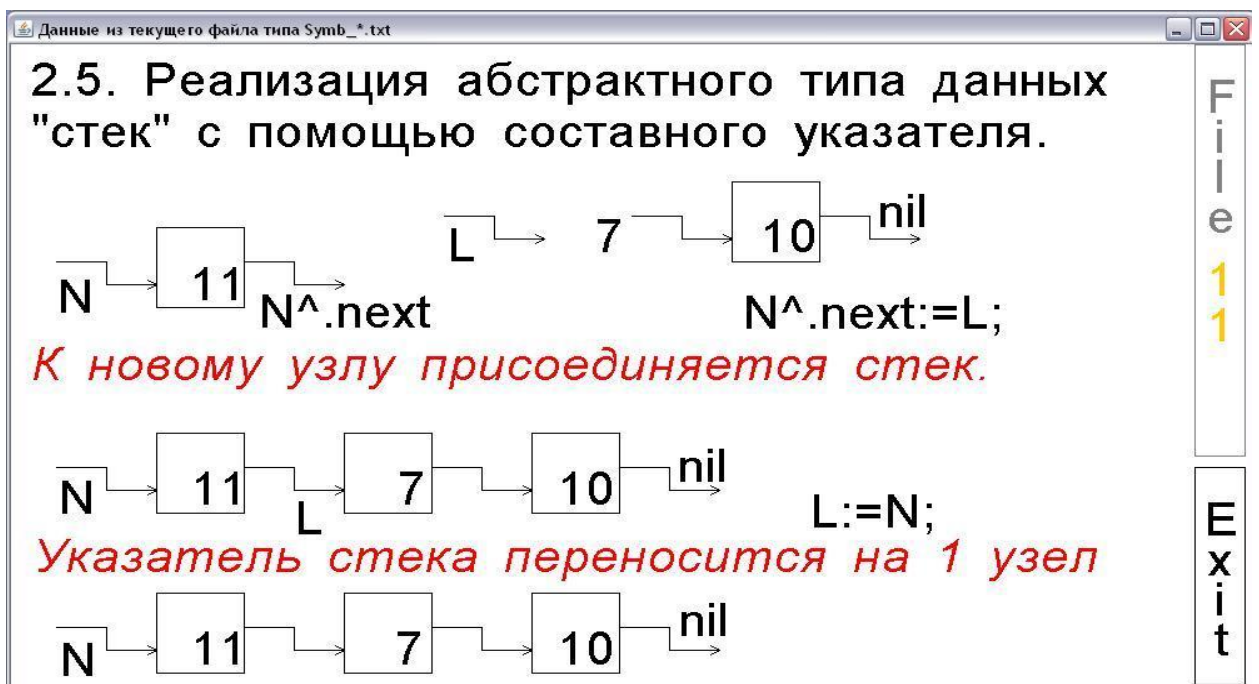 Данные из текущего файла типа Symb_*.txt
2.5. Реализация абстрактного типа данных
"стек" с помощью составного указателя.
N 11 N^.next L 7 10 nil
N^.next:=L;
К новому узлу присоединяется стек.
N 11 L 7 10 nil
L:=N;
Указатель стека переносится на 1 узел
N 11 7 10 nil
File 11
Exit